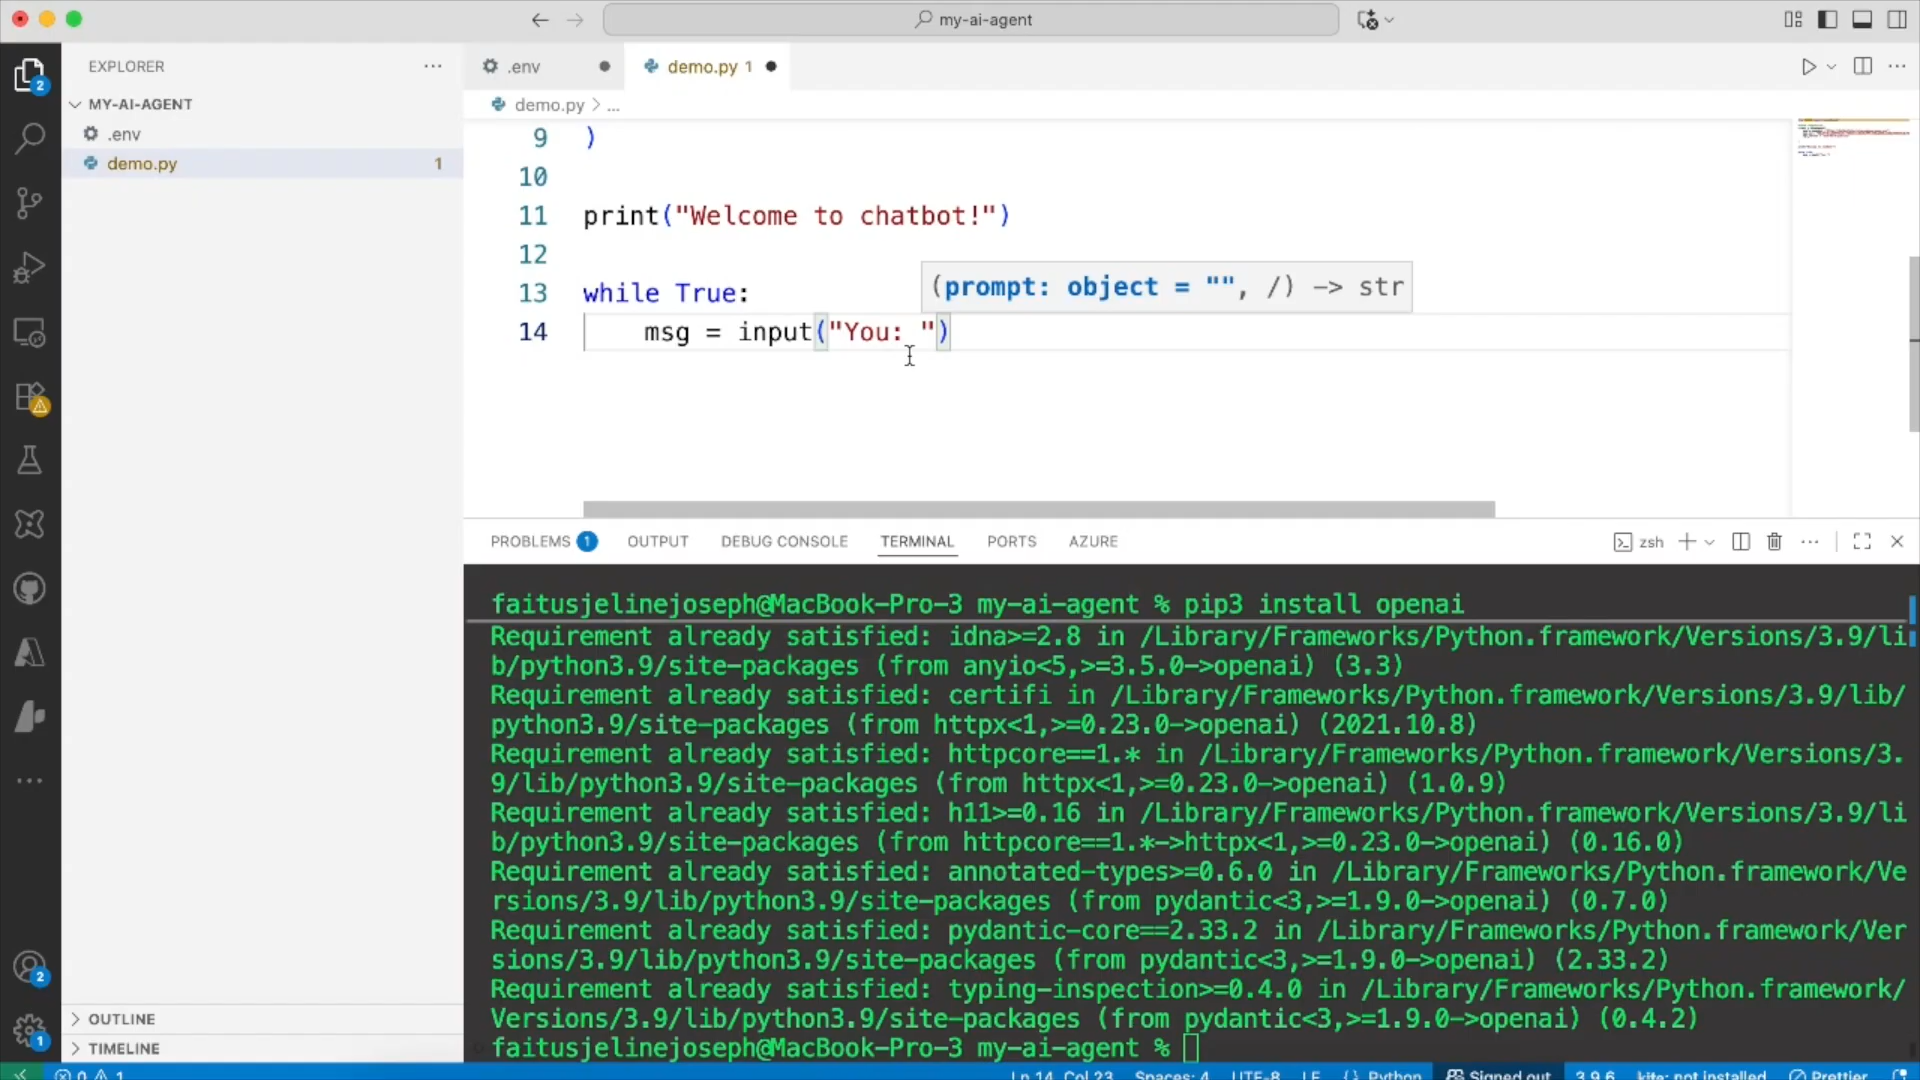 my-ai-agent
EXPLORER
MY-AI-AGENT
.env
demo.py 1
OUTLINE
TIMELINE
.env
demo.py 1
demo.py > ...
9 )
10
11 print("Welcome to chatbot!")
12
13 while True:
(prompt: object = "", /) -> str
14 msg = input("You: ")
PROBLEMS 1 OUTPUT DEBUG CONSOLE TERMINAL PORTS AZURE
zsh
faitusjelinejoseph@MacBook-Pro-3 my-ai-agent % pip3 install openai
Requirement already satisfied: idna>=2.8 in /Library/Frameworks/Python.framework/Versions/3.9/li
b/python3.9/site-packages (from anyio<5,>=3.5.0->openai) (3.3)
Requirement already satisfied: certifi in /Library/Frameworks/Python.framework/Versions/3.9/lib/
python3.9/site-packages (from httpx<1,>=0.23.0->openai) (2021.10.8)
Requirement already satisfied: httpcore==1.* in /Library/Frameworks/Python.framework/Versions/3.
9/lib/python3.9/site-packages (from httpx<1,>=0.23.0->openai) (1.0.9)
Requirement already satisfied: h11>=0.16 in /Library/Frameworks/Python.framework/Versions/3.9/li
b/python3.9/site-packages (from httpcore==1.*->httpx<1,>=0.23.0->openai) (0.16.0)
Requirement already satisfied: annotated-types>=0.6.0 in /Library/Frameworks/Python.framework/Ve
rsions/3.9/lib/python3.9/site-packages (from pydantic<3,>=1.9.0->openai) (0.7.0)
Requirement already satisfied: pydantic-core==2.33.2 in /Library/Frameworks/Python.framework/Ver
sions/3.9/lib/python3.9/site-packages (from pydantic<3,>=1.9.0->openai) (2.33.2)
Requirement already satisfied: typing-inspection>=0.4.0 in /Library/Frameworks/Python.framework/
Versions/3.9/lib/python3.9/site-packages (from pydantic<3,>=1.9.0->openai) (0.4.2)
faitusjelinejoseph@MacBook-Pro-3 my-ai-agent %
0 1 Ln 14, Col 23 Spaces: 4 UTF-8 LF {} Python Signed out 3.9.6 kite: not installed Prettier
2
2
1